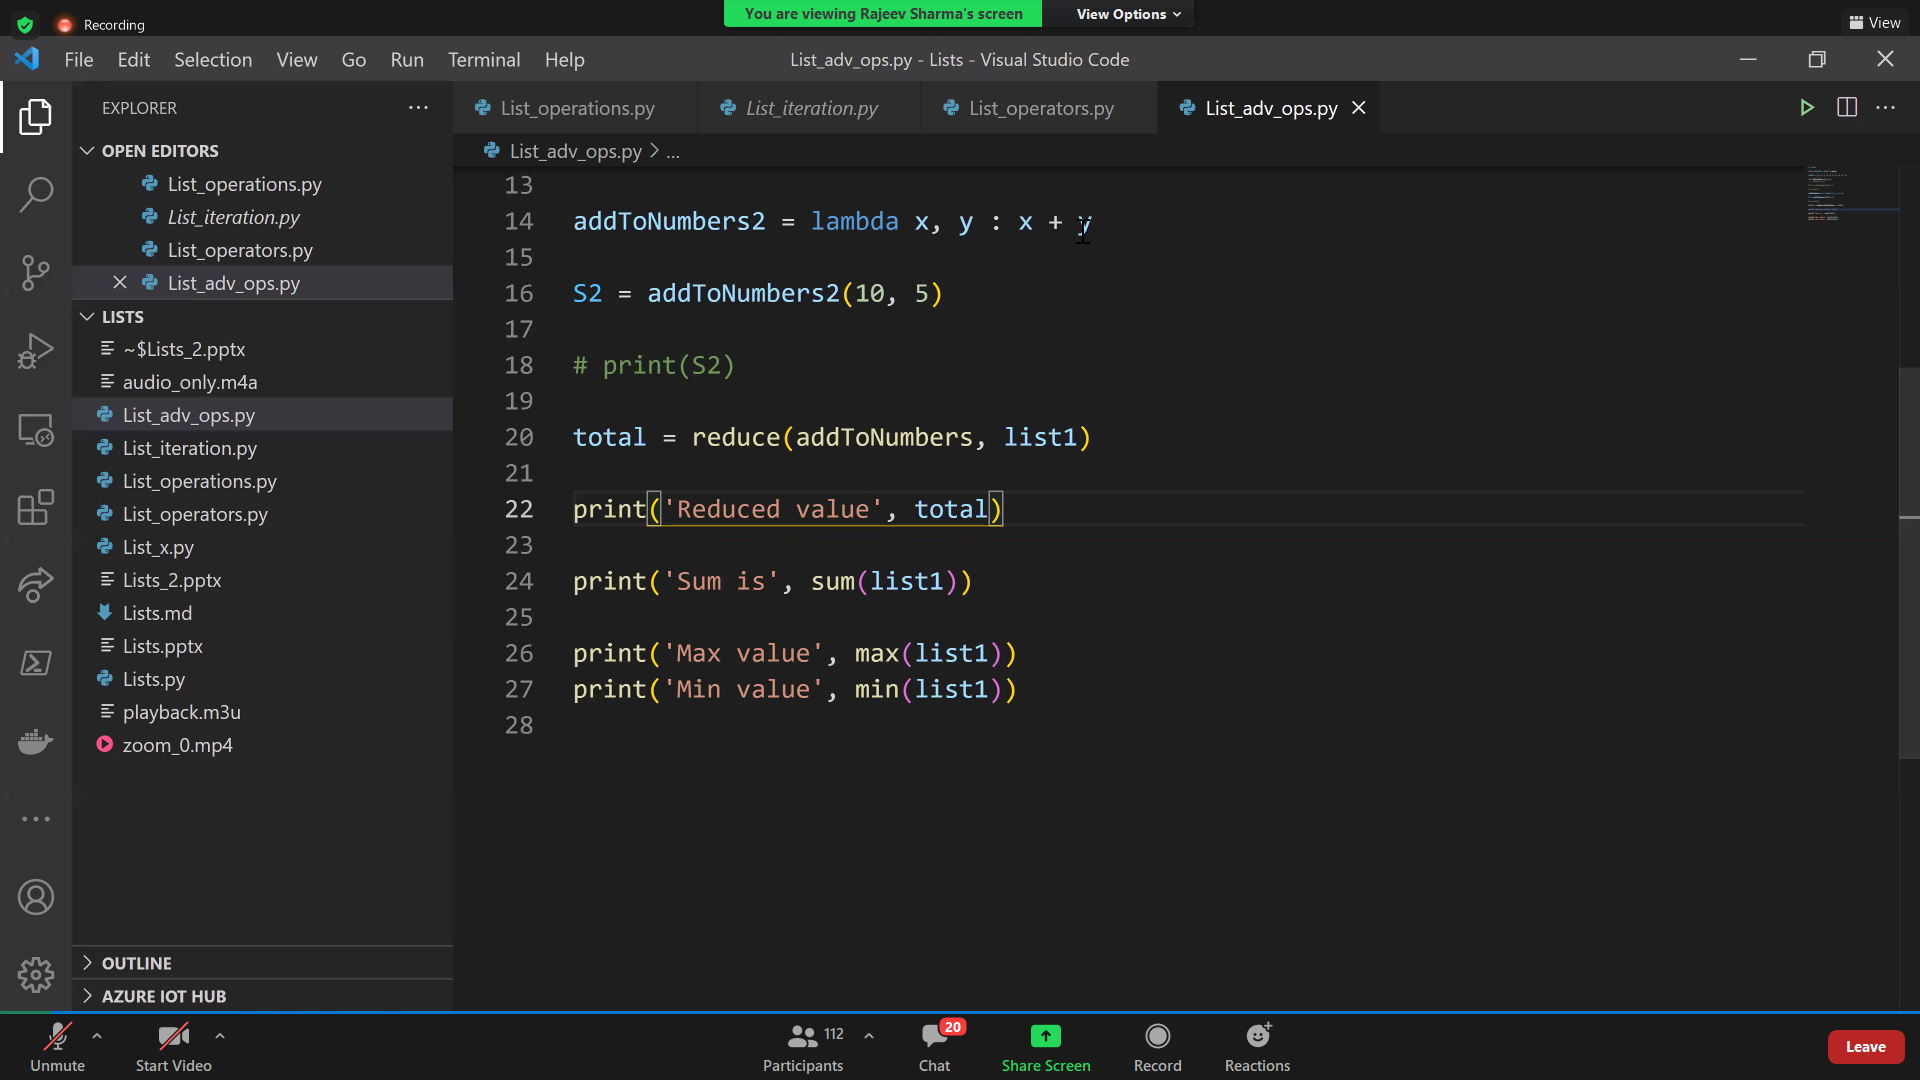 Recording
You are viewing Rajeev Sharma's screen
View Options
View
File Edit Selection View Go Run Terminal Help
List_adv_ops.py - Lists - Visual Studio Code
EXPLORER
OPEN EDITORS
List_operations.py
List_iteration.py
List_operators.py
List_adv_ops.py
LISTS
~$Lists_2.pptx
audio_only.m4a
List_adv_ops.py
List_iteration.py
List_operations.py
List_operators.py
List_x.py
Lists_2.pptx
Lists.md
Lists.pptx
Lists.py
playback.m3u
zoom_0.mp4
OUTLINE
AZURE IOT HUB
List_operations.py List_iteration.py List_operators.py List_adv_ops.py
List_adv_ops.py > ...
13
14 addToNumbers2 = lambda x, y : x + y
15
16 S2 = addToNumbers2(10, 5)
17
18 # print(S2)
19
20 total = reduce(addToNumbers, list1)
21
22 print('Reduced value', total)
23
24 print('Sum is', sum(list1))
25
26 print('Max value', max(list1))
27 print('Min value', min(list1))
28
Unmute
Start Video
Participants 112
Chat 20
Share Screen
Record
Reactions
Leave